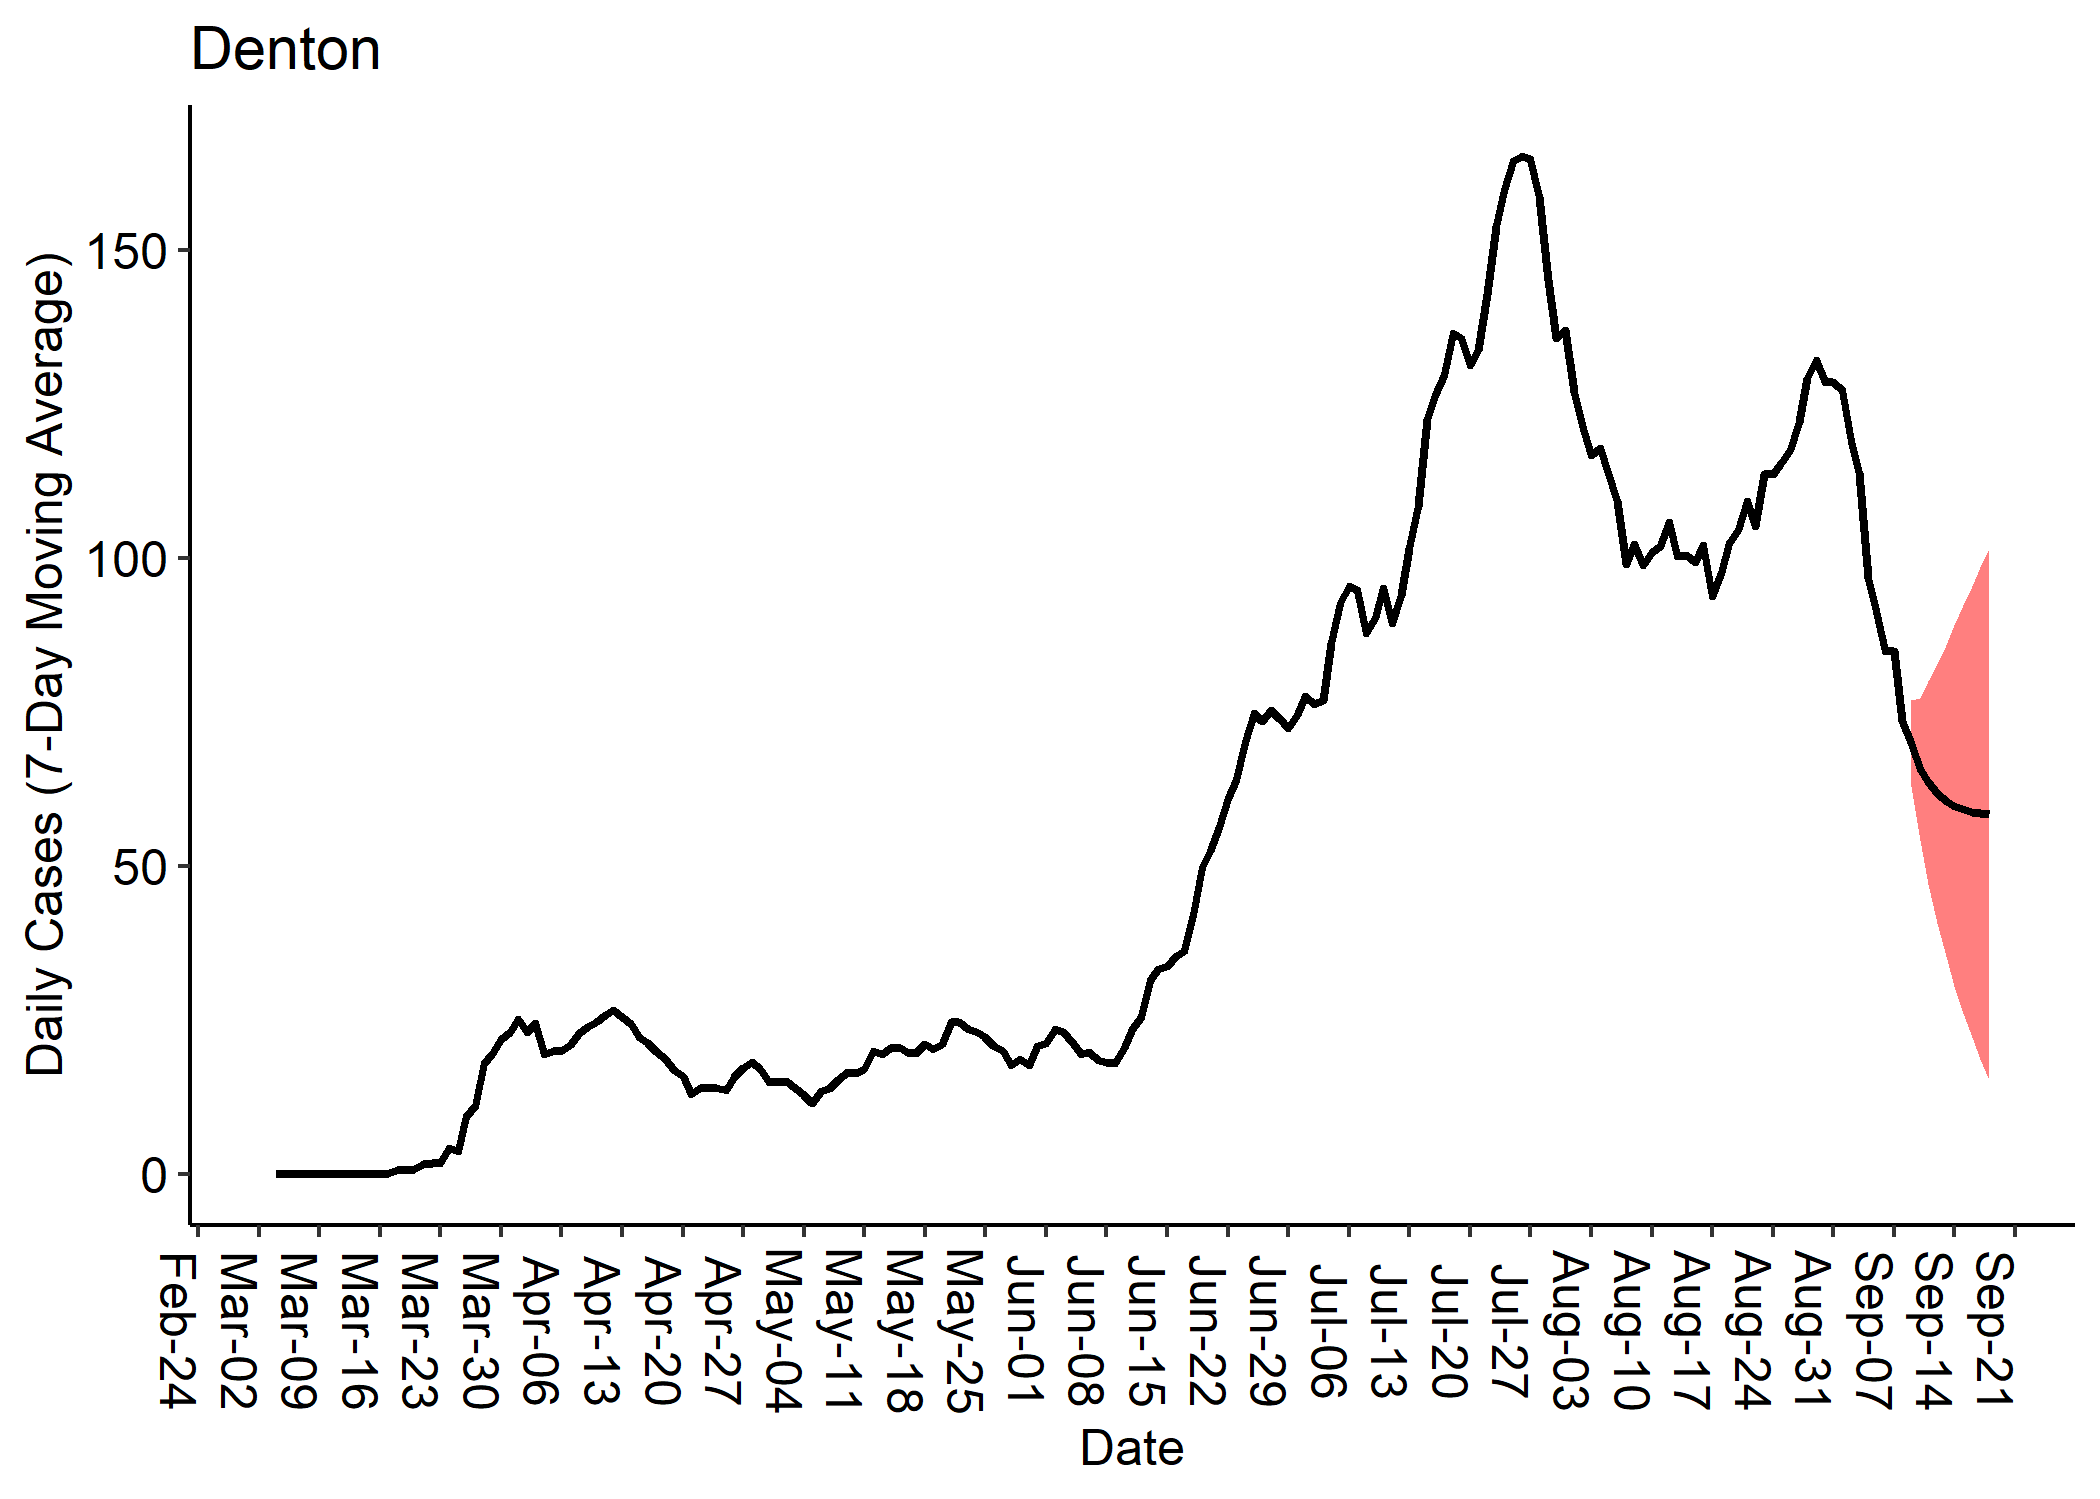 Denton
Daily Cases (7-Day Moving Average)
150
100
50
0
Feb-24
Mar-02
Mar-09
Mar-16
Mar-23
Mar-30
Apr-06
Apr-13
Apr-20
Apr-27
May-04
May-11
May-18
May-25
Jun-01
Jun-08
Jun-15
Jun-22
Jun-29
Jul-06
Jul-13
Jul-20
Jul-27
Aug-03
Aug-10
Aug-17
Aug-24
Aug-31
Sep-07
Sep-14
Sep-21
Date